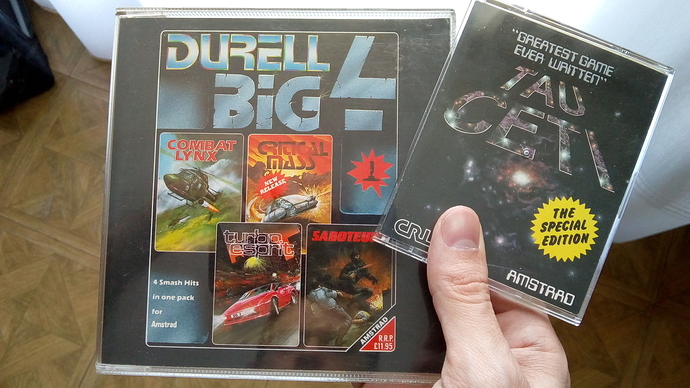 DURELL
BiG 4
COMBAT
LYNX
CRITICAL
MASS
NEW
RELEASE
1
turbo
esprit
SABOTEUR
4 Smash Hits
in one pack
for
Amstrad
AMSTRAD
R.R.P.
£11.95
"GREATEST GAME
EVER WRITTEN"
TAU
CETI
THE
SPECIAL
EDITION
CRL
AMSTRAD